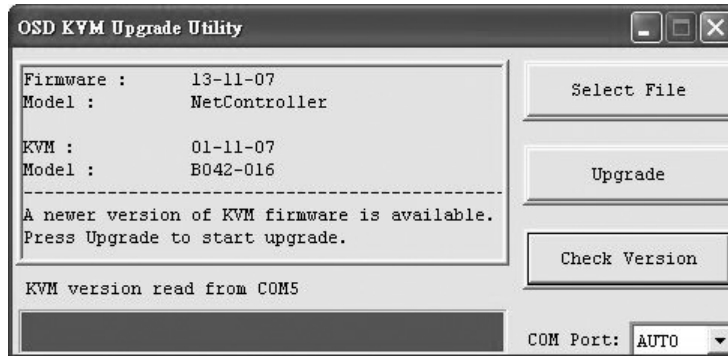 OSD KVM Upgrade Utility
Firmware : 13-11-07
Model : NetController
KVM : 01-11-07
Model : B042-016
A newer version of KVM firmware is available.
Press Upgrade to start upgrade.
KVM version read from COM5
Select File
Upgrade
Check Version
COM Port: AUTO